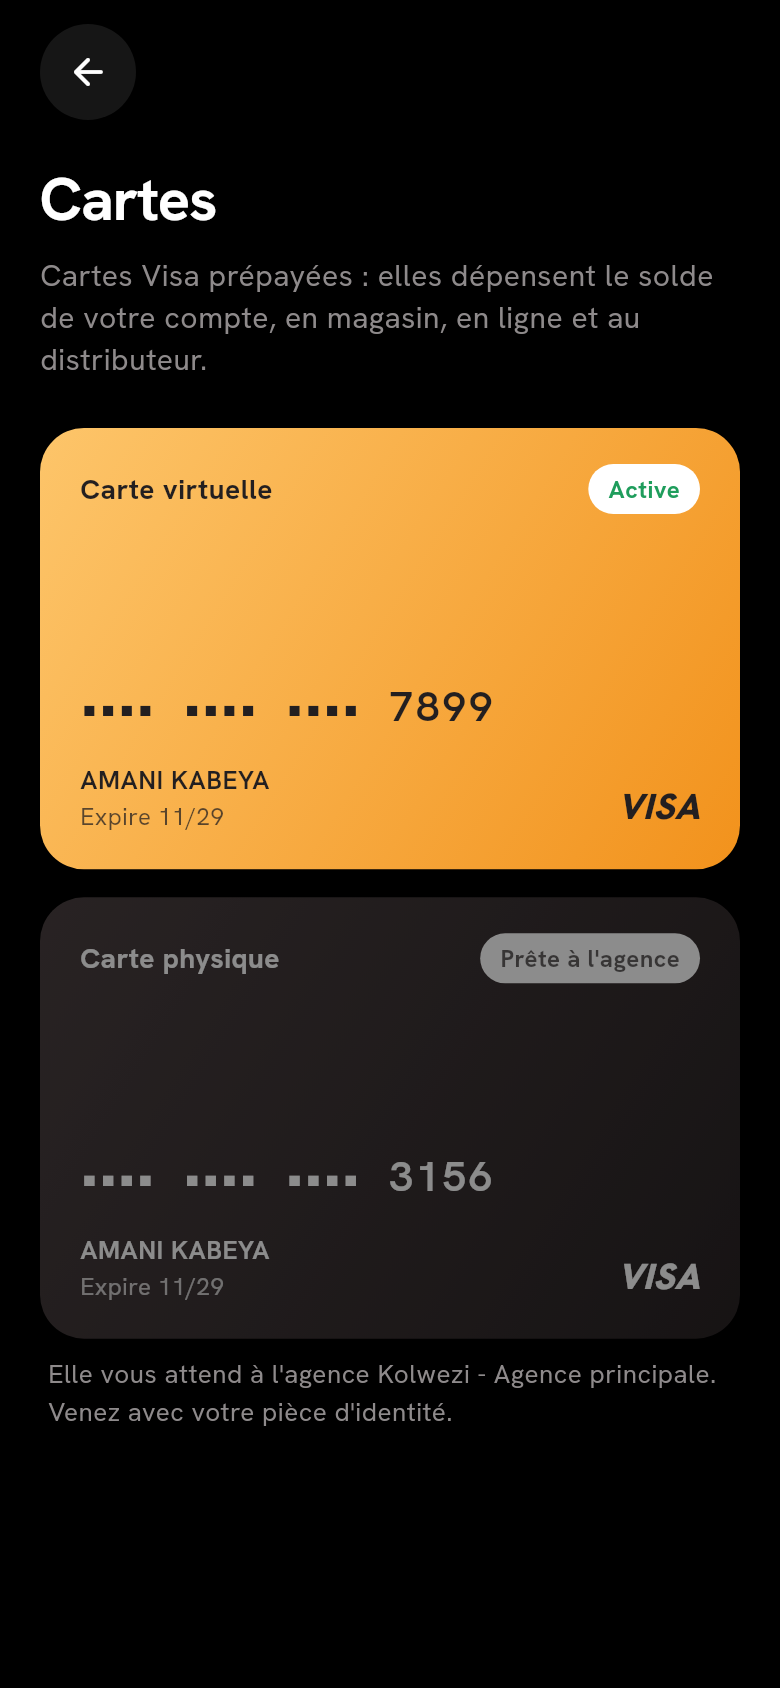 Cartes
Cartes Visa prépayées : elles dépensent le solde
de votre compte, en magasin, en ligne et au
distributeur.
Carte virtuelle
Active
▪▪▪▪ ▪▪▪▪ ▪▪▪▪ 7899
AMANI KABEYA
Expire 11/29
VISA
Carte physique
Prête à l'agence
▪▪▪▪ ▪▪▪▪ ▪▪▪▪ 3156
AMANI KABEYA
Expire 11/29
VISA
Elle vous attend à l'agence Kolwezi - Agence principale.
Venez avec votre pièce d'identité.